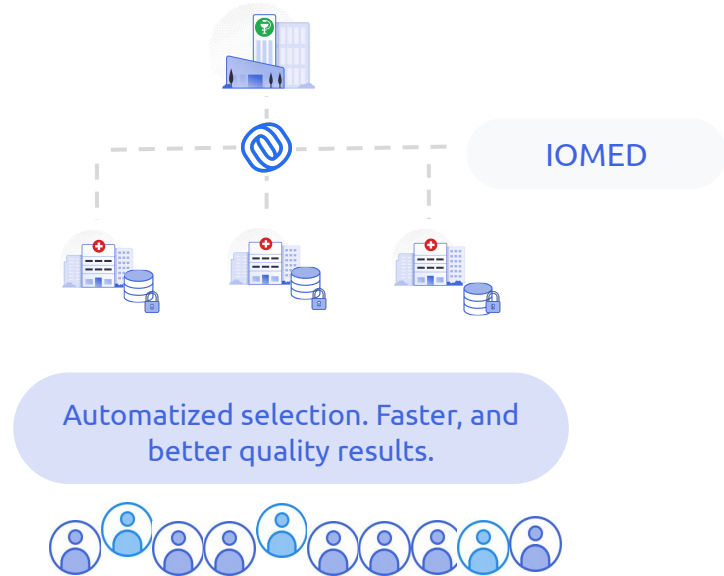 IOMED
Automatized selection. Faster, and
better quality results.